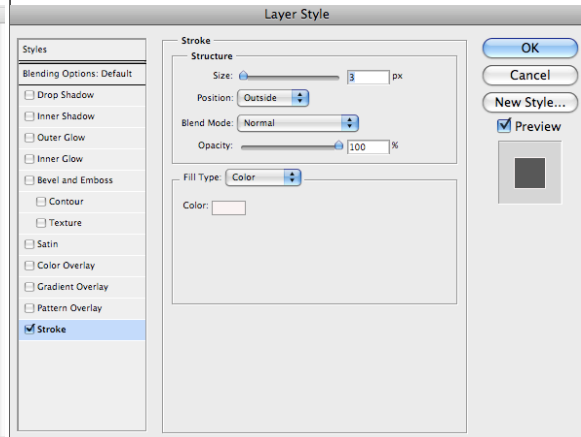 Layer Style
Styles
Blending Options: Default
Drop Shadow
Inner Shadow
Outer Glow
Inner Glow
Bevel and Emboss
Contour
Texture
Satin
Color Overlay
Gradient Overlay
Pattern Overlay
Stroke
Stroke
Structure
Size: 3 px
Position: Outside
Blend Mode: Normal
Opacity: 100 %
Fill Type: Color
Color:
OK
Cancel
New Style...
Preview